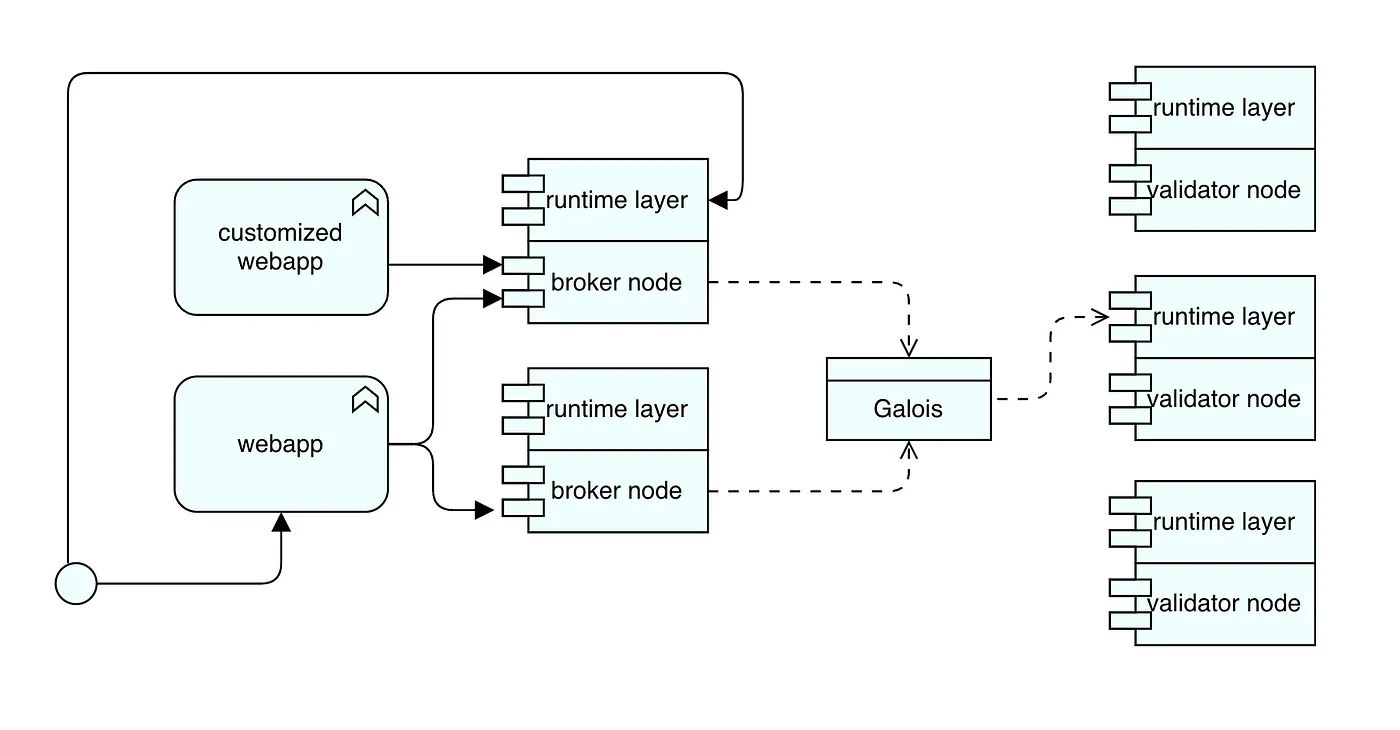 customized
webapp
webapp
runtime layer
broker node
runtime layer
broker node
Galois
runtime layer
validator node
runtime layer
validator node
runtime layer
validator node